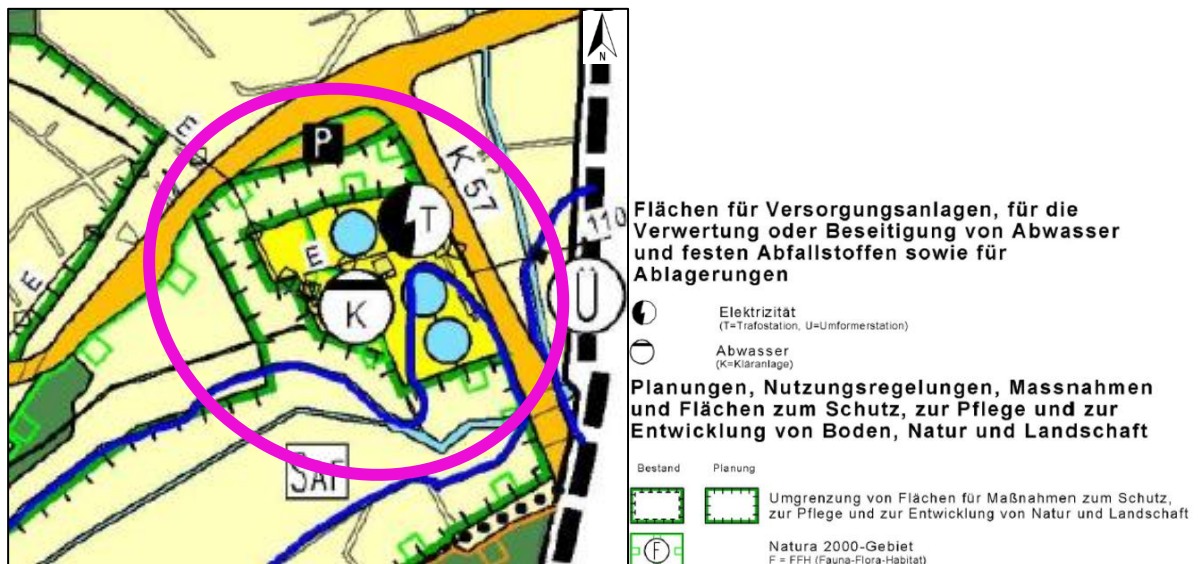 N
E
P
K 57
T
E
110
Ü
E
K
SAF
Flächen für Versorgungsanlagen, für die
Verwertung oder Beseitigung von Abwasser
und festen Abfallstoffen sowie für
Ablagerungen
Elektrizität
(T=Trafostation, U=Umformerstation)
Abwasser
(K=Kläranlage)
Planungen, Nutzungsregelungen, Massnahmen
und Flächen zum Schutz, zur Pflege und zur
Entwicklung von Boden, Natur und Landschaft
Bestand Planung
Umgrenzung von Flächen für Maßnahmen zum Schutz,
zur Pflege und zur Entwicklung von Natur und Landschaft
F
Natura 2000-Gebiet
F = FFH (Fauna-Flora-Habitat)